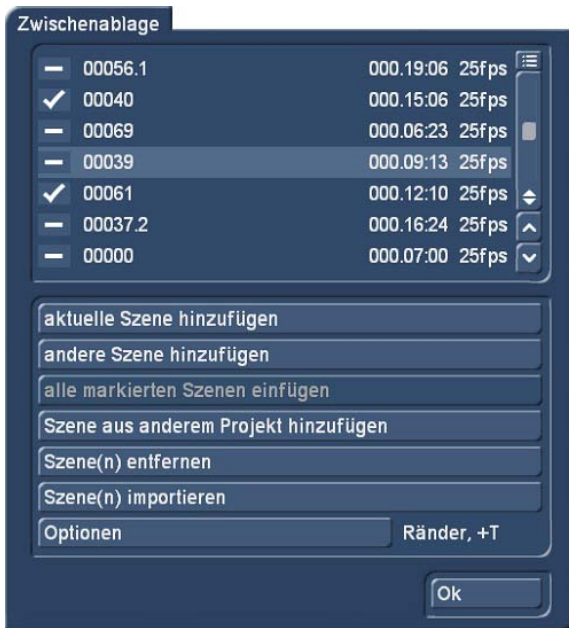 Zwischenablage
00056.1 000.19:06 25fps
00040 000.15:06 25fps
00069 000.06:23 25fps
00039 000.09:13 25fps
00061 000.12:10 25fps
00037.2 000.16:24 25fps
00000 000.07:00 25fps
aktuelle Szene hinzufügen
andere Szene hinzufügen
alle markierten Szenen einfügen
Szene aus anderem Projekt hinzufügen
Szene(n) entfernen
Szene(n) importieren
Optionen Ränder, +T
Ok